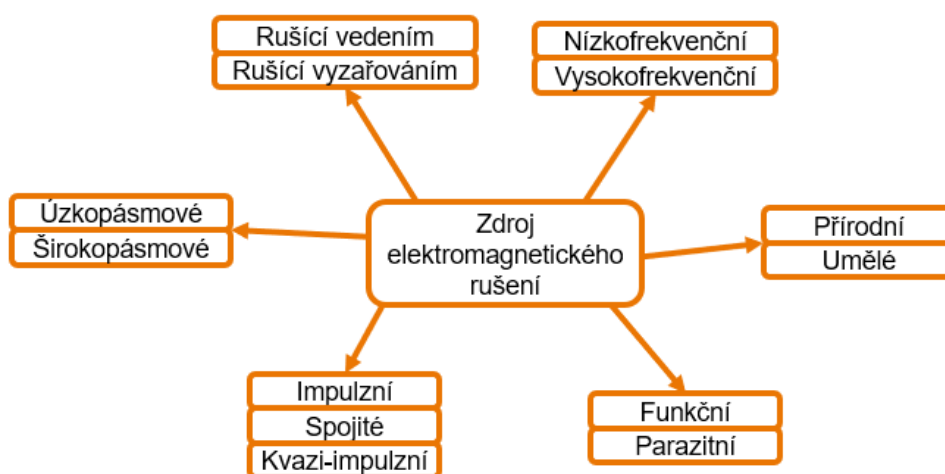 Rušící vedením
Rušící vyzařováním
Nízkofrekvenční
Vysokofrekvenční
Úzkopásmové
Širokopásmové
Zdroj
elektromagnetického
rušení
Přírodní
Umělé
Impulzní
Spojité
Kvazi-impulzní
Funkční
Parazitní